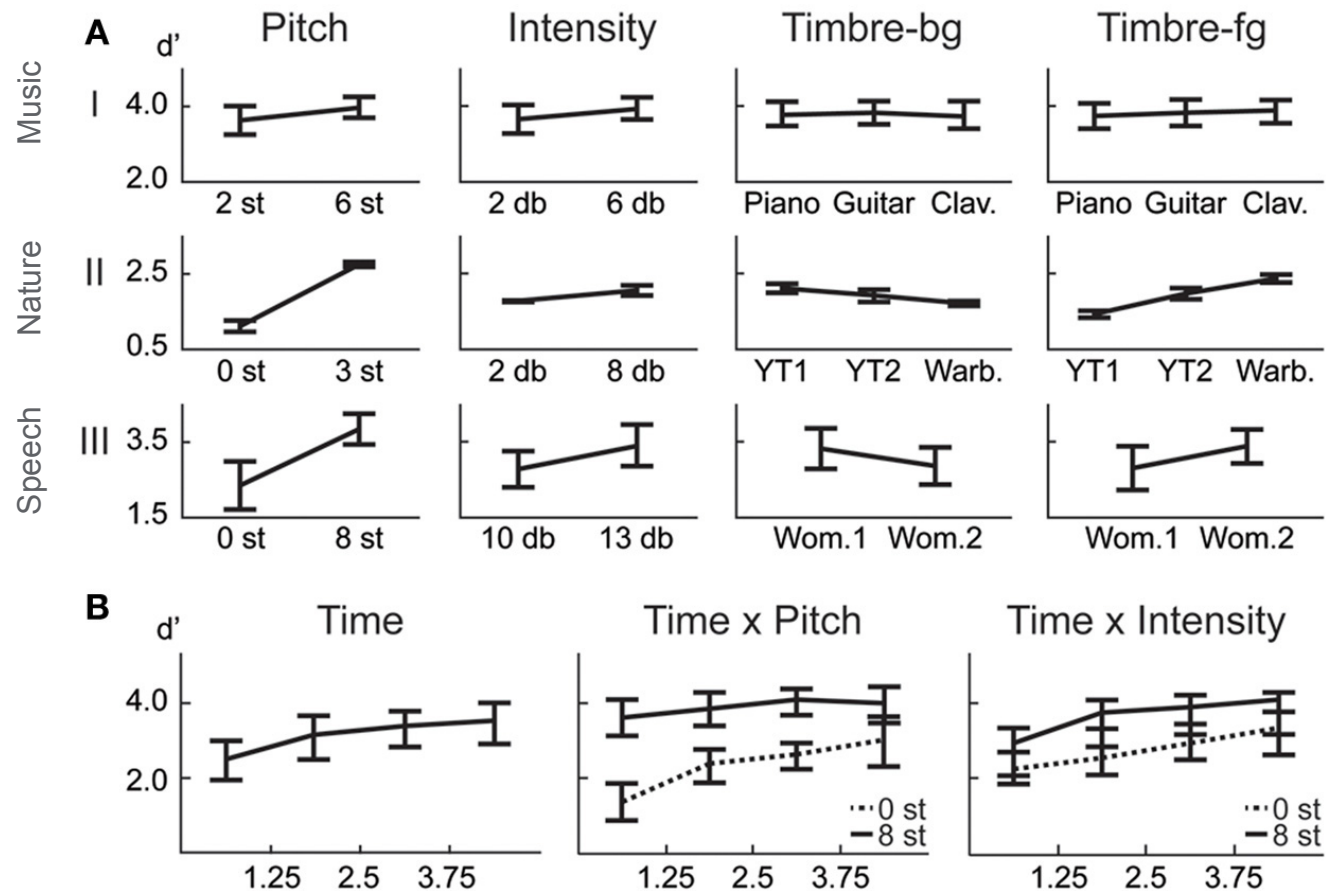 A Pitch Intensity Timbre-bg Timbre-fg
d'
Music I 4.0
2.0
2 st 6 st 2 db 6 db Piano Guitar Clav. Piano Guitar Clav.
Nature II 2.5
0.5
0 st 3 st 2 db 8 db YT1 YT2 Warb. YT1 YT2 Warb.
Speech III 3.5
1.5
0 st 8 st 10 db 13 db Wom.1 Wom.2 Wom.1 Wom.2
B Time Time x Pitch Time x Intensity
d'
4.0
2.0
0 st 0 st
8 st 8 st
1.25 2.5 3.75 1.25 2.5 3.75 1.25 2.5 3.75